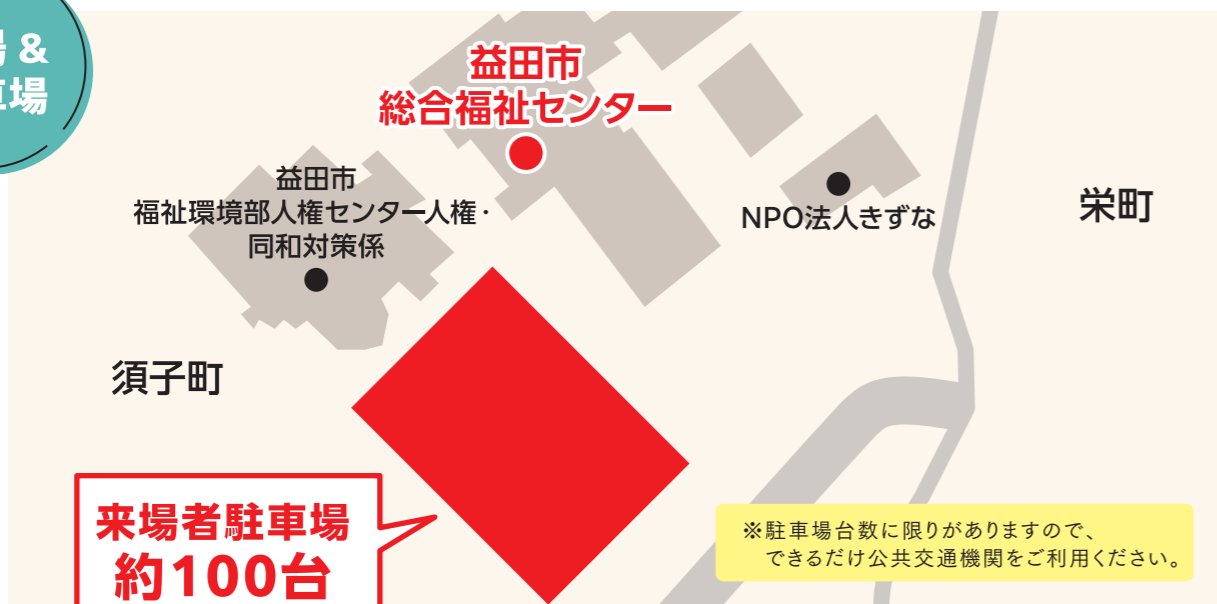 場 &
車場
益田市
総合福祉センター
益田市
福祉環境部人権センター人権・
同和対策係
NPO法人きずな
栄町
須子町
来場者駐車場
約100台
※駐車場台数に限りがありますので、
できるだけ公共交通機関をご利用ください。